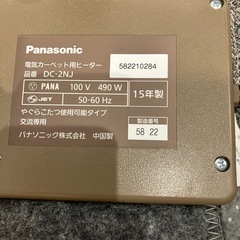 Panasonic
電気カーペット用ヒーター
品番 DC-2NJ
582210284
PANA 100 V 490 W
JET 50-60 Hz
15年製
やぐらこたつ使用可能タイプ
交流専用
製造番号
58 22
パナソニック株式会社 中国製